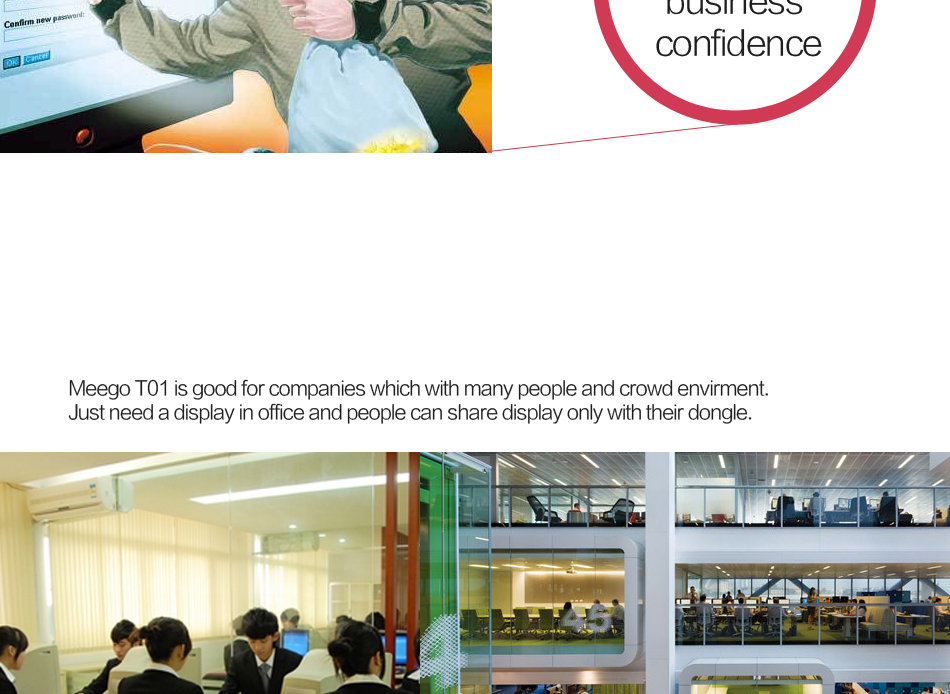 Confirm new password:
OK Cancel
business
confidence
Meego T01 is good for companies which with many people and crowd envirment.
Just need a display in office and people can share display only with their dongle.
45